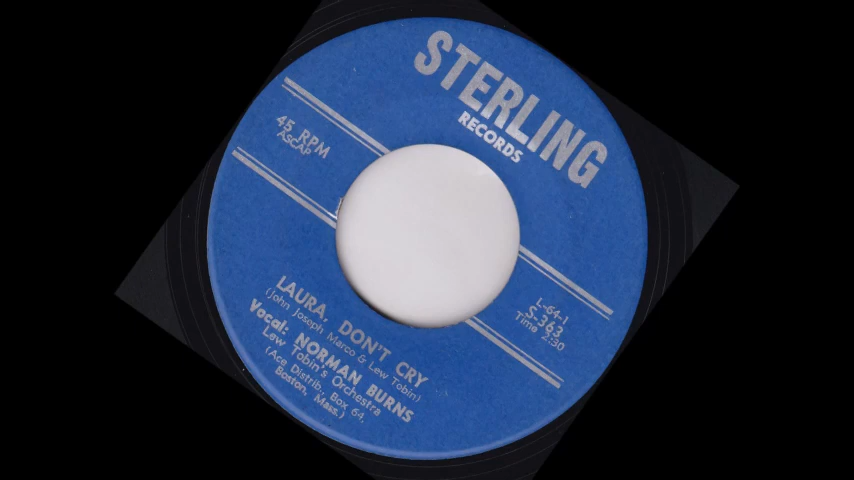 STERLING
RECORDS
45 RPM
ASCAP
L-64-1
S-363
Time 2:30
LAURA, DON'T CRY
(John Joseph Marco & Lew Tobin)
Vocal: NORMAN BURNS
Lew Tobin's Orchestra
(Ace Distrib., Box 64,
Boston, Mass.)